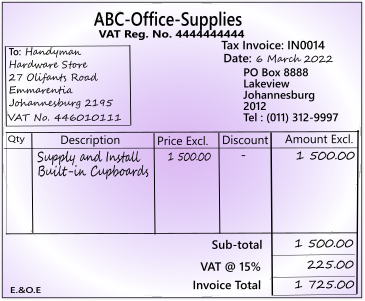 ABC-Office-Supplies
VAT Reg. No. 4444444444
To: Handyman
Hardware Store
27 Olifants Road
Emmarentia
Johannesburg 2195
VAT No. 446010111
Tax Invoice: IN0014
Date: 6 March 2022
PO Box 8888
Lakeview
Johannesburg
2012
Tel : (011) 312-9997
Qty Description Price Excl. Discount Amount Excl.
Supply and Install 1 500.00 - 1 500.00
Built-in Cupboards
Sub-total 1 500.00
VAT @ 15% 225.00
Invoice Total 1 725.00
E.&O.E